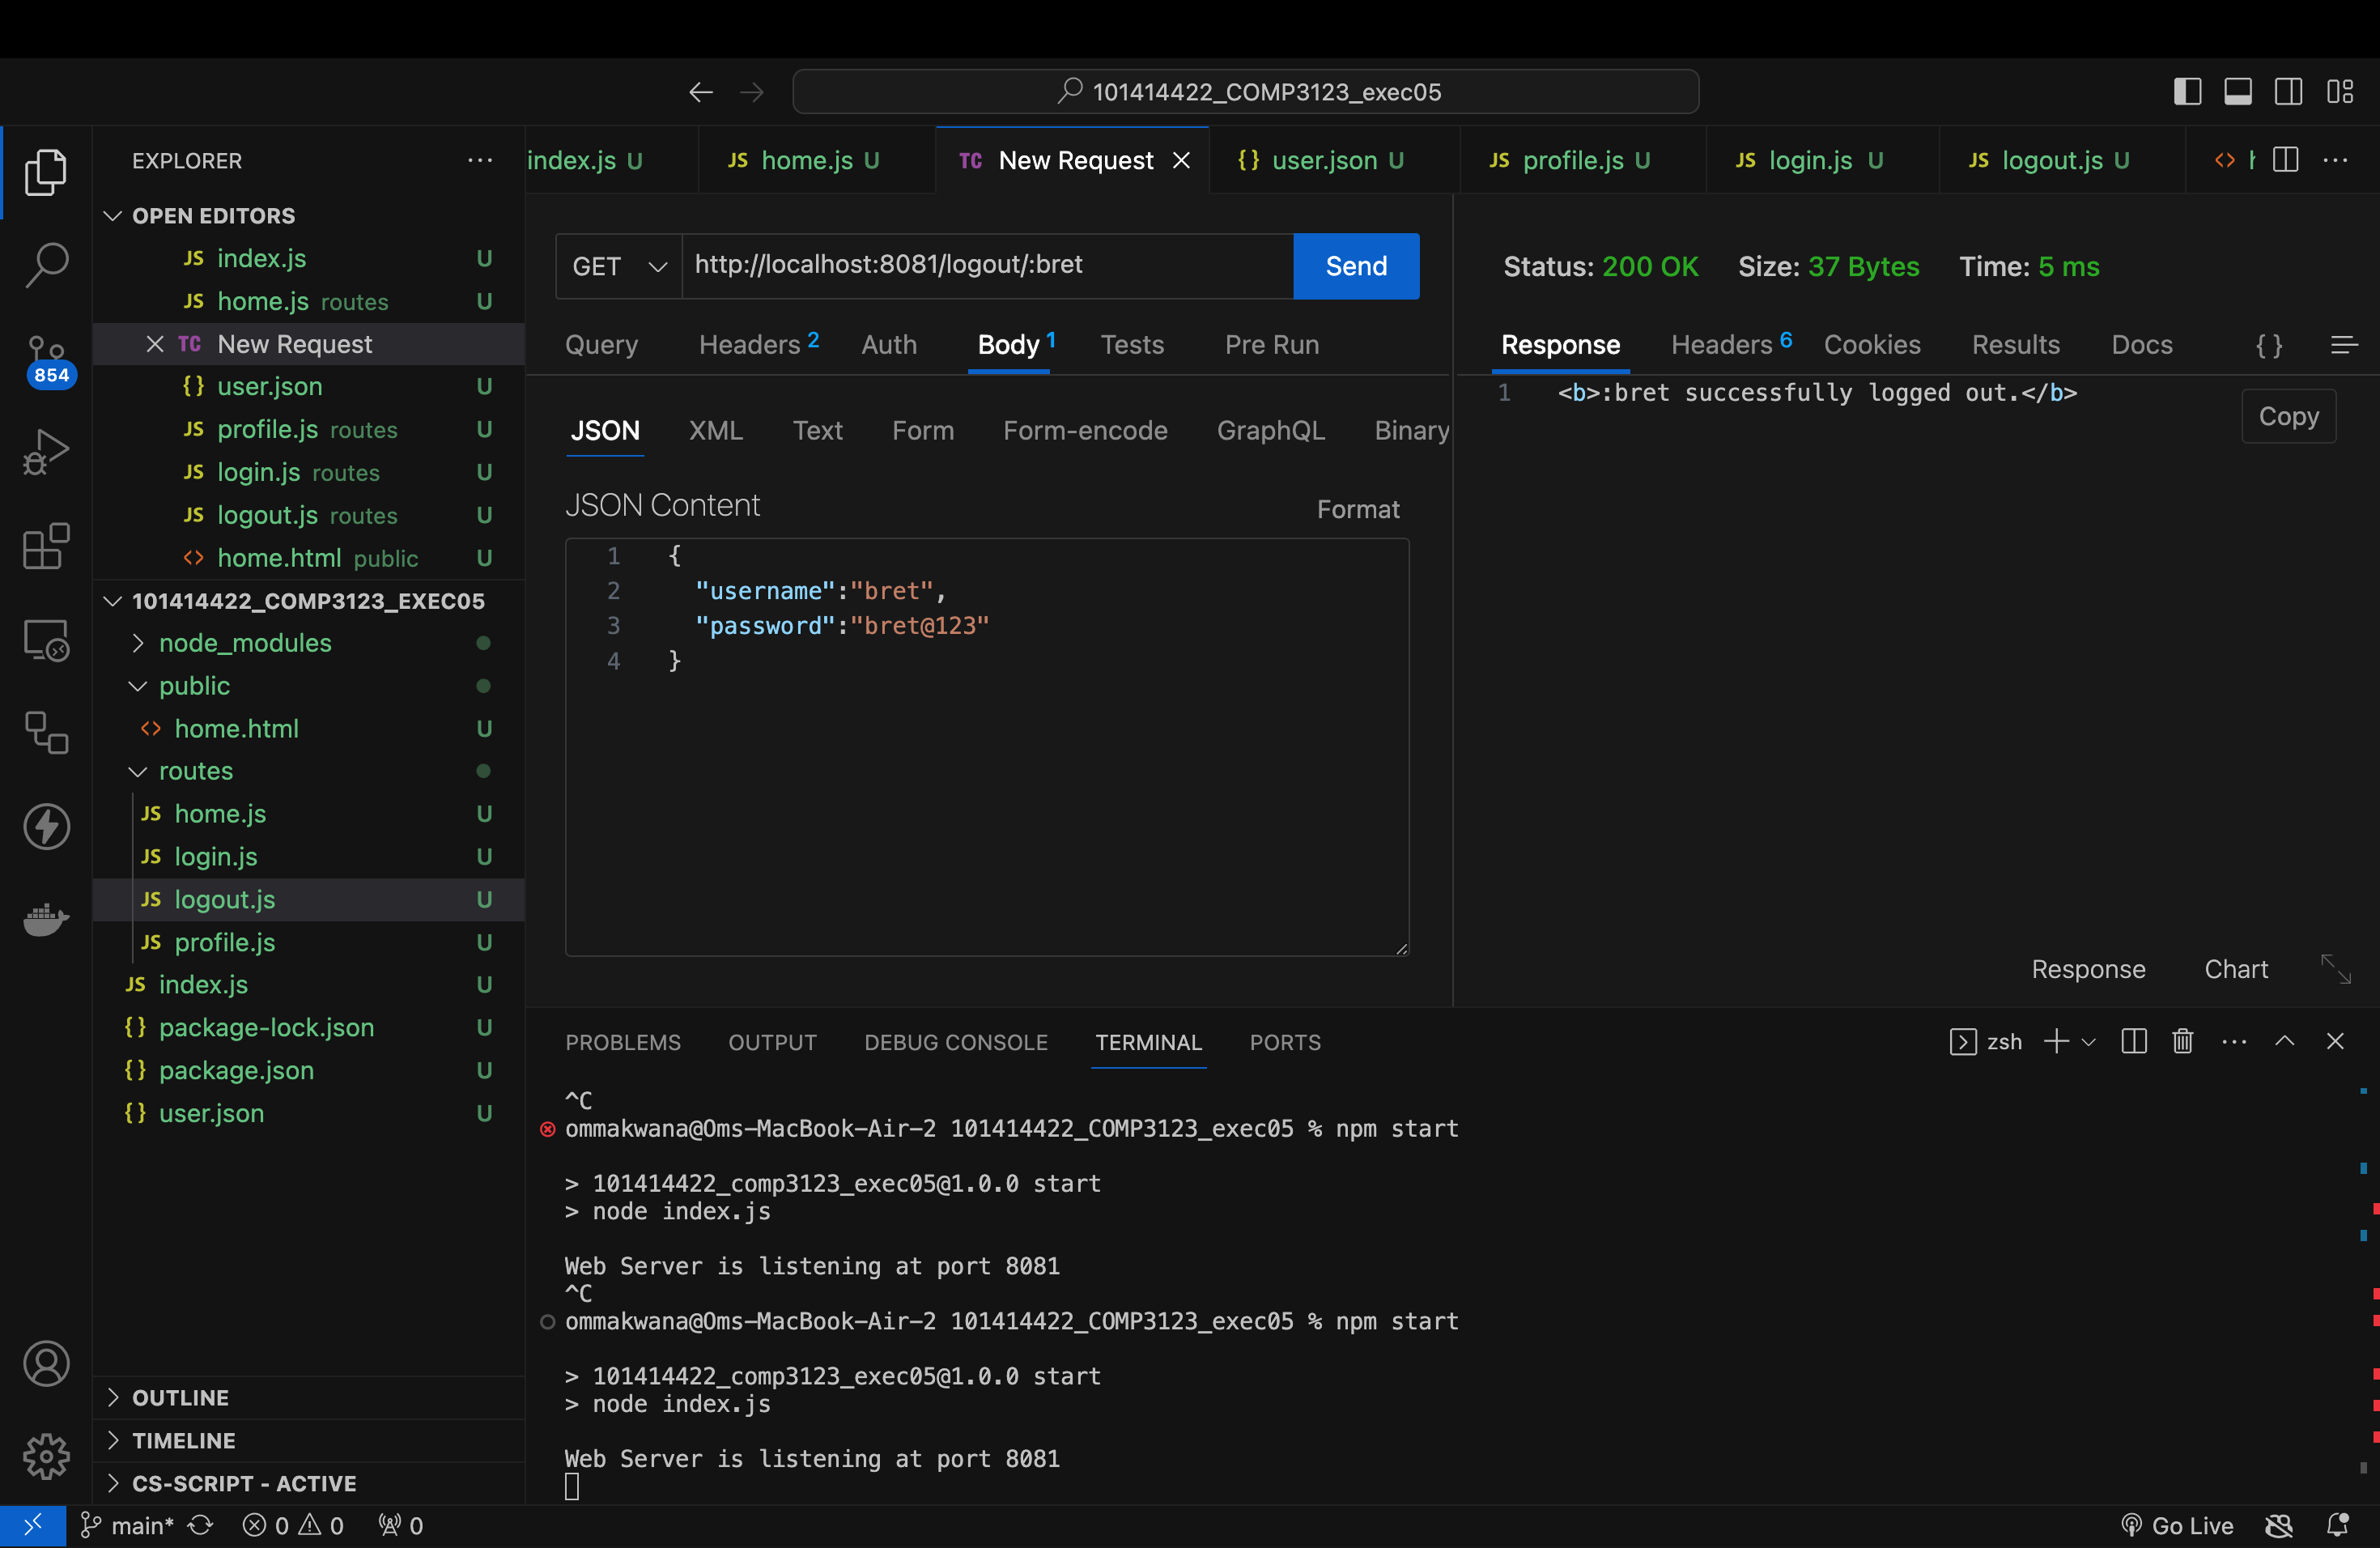 101414422_COMP3123_exec05
EXPLORER
index.js U
JS home.js U
TC New Request
{} user.json U
JS profile.js U
JS login.js U
JS logout.js U
OPEN EDITORS
JS index.js U
JS home.js routes U
TC New Request
{} user.json U
JS profile.js routes U
JS login.js routes U
JS logout.js routes U
<> home.html public U
101414422_COMP3123_EXEC05
node_modules
public
<> home.html U
routes
JS home.js U
JS login.js U
JS logout.js U
JS profile.js U
JS index.js U
{} package-lock.json U
{} package.json U
{} user.json U
OUTLINE
TIMELINE
CS-SCRIPT - ACTIVE
854
GET http://localhost:8081/logout/:bret Send
Query Headers 2 Auth Body 1 Tests Pre Run
JSON XML Text Form Form-encode GraphQL Binary
JSON Content Format
1 {
2 "username":"bret",
3 "password":"bret@123"
4 }
Status: 200 OK Size: 37 Bytes Time: 5 ms
Response Headers 6 Cookies Results Docs {}
1 <b>:bret successfully logged out.</b>
Copy
Response Chart
PROBLEMS OUTPUT DEBUG CONSOLE TERMINAL PORTS
zsh
^C
ommakwana@Oms-MacBook-Air-2 101414422_COMP3123_exec05 % npm start
> 101414422_comp3123_exec05@1.0.0 start
> node index.js
Web Server is listening at port 8081
^C
ommakwana@Oms-MacBook-Air-2 101414422_COMP3123_exec05 % npm start
> 101414422_comp3123_exec05@1.0.0 start
> node index.js
Web Server is listening at port 8081
main* 0 0 0
Go Live